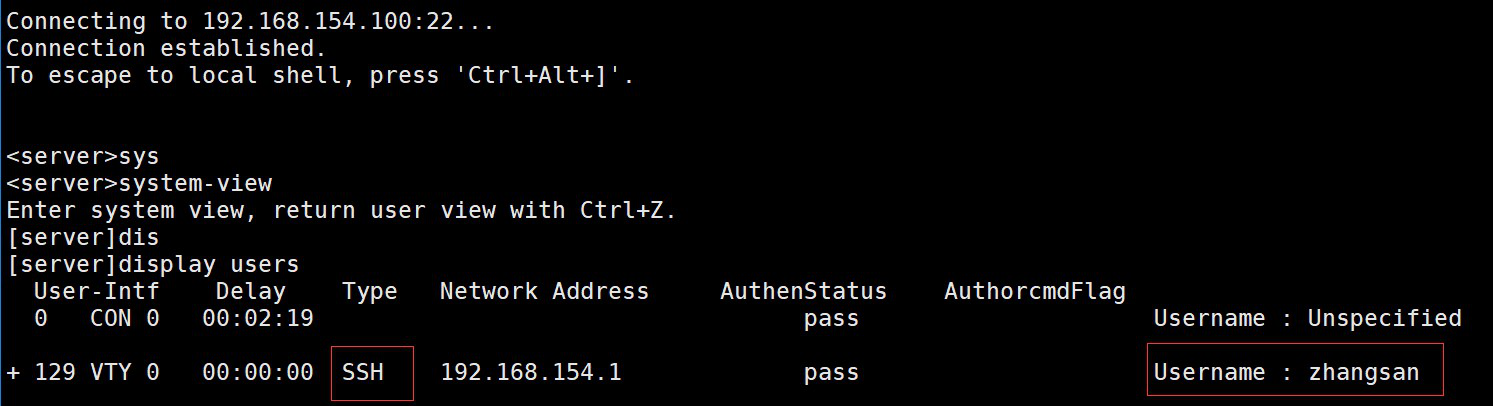 Connecting to 192.168.154.100:22...
Connection established.
To escape to local shell, press 'Ctrl+Alt+]'.
<server>sys
<server>system-view
Enter system view, return user view with Ctrl+Z.
[server]dis
[server]display users
User-Intf Delay Type Network Address AuthenStatus AuthorcmdFlag
0 CON 0 00:02:19 pass Username : Unspecified
+ 129 VTY 0 00:00:00 SSH 192.168.154.1 pass Username : zhangsan